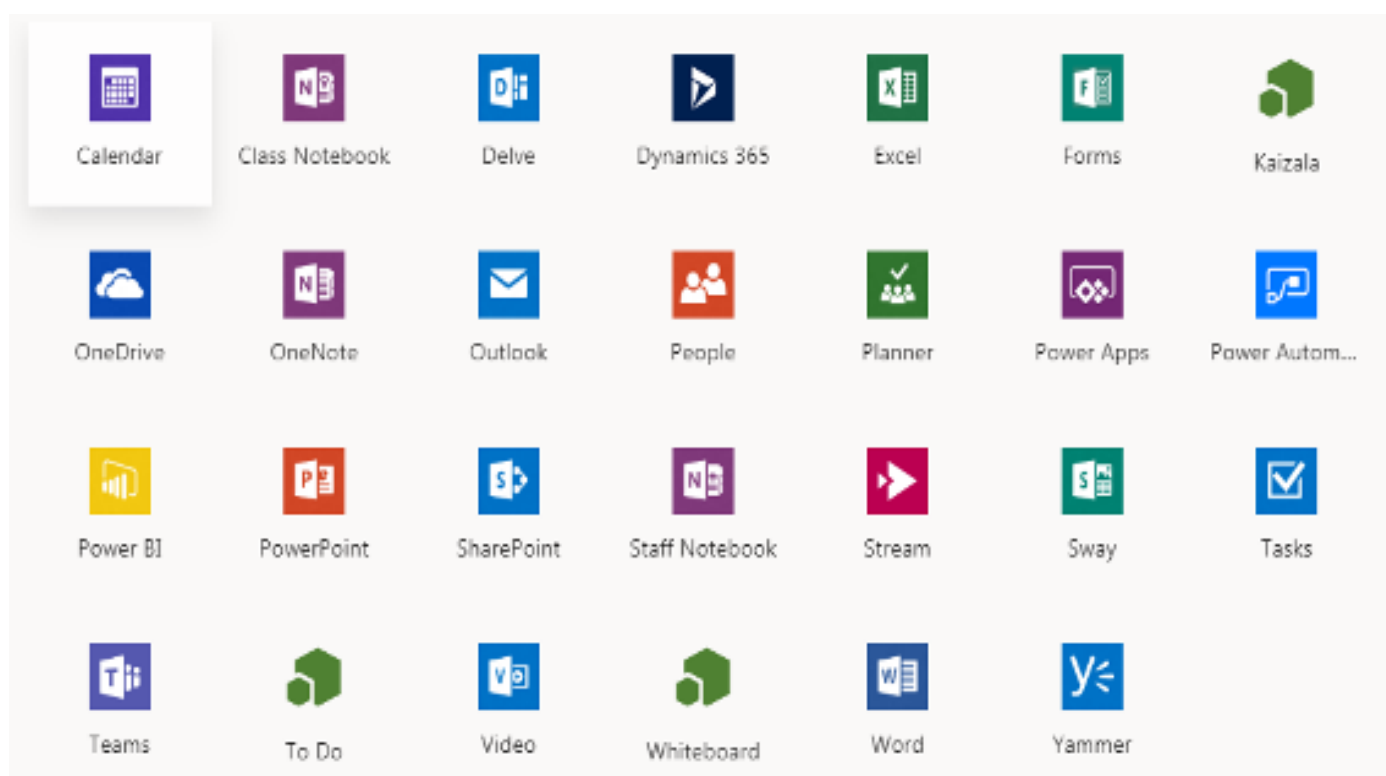 Calendar Class Notebook Delve Dynamics 365 Excel Forms Kaizala
OneDrive OneNote Outlook People Planner Power Apps Power Autom...
Power BI PowerPoint SharePoint Staff Notebook Stream Sway Tasks
Teams To Do Video Whiteboard Word Yammer